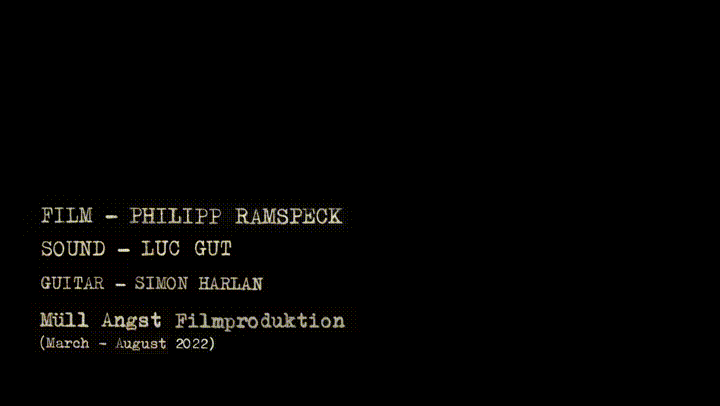 FILM – PHILIPP RAMSPECK
SOUND – LUC GUT
GUITAR – SIMON HARLAN
Müll Angst Filmproduktion
(March - August 2022)